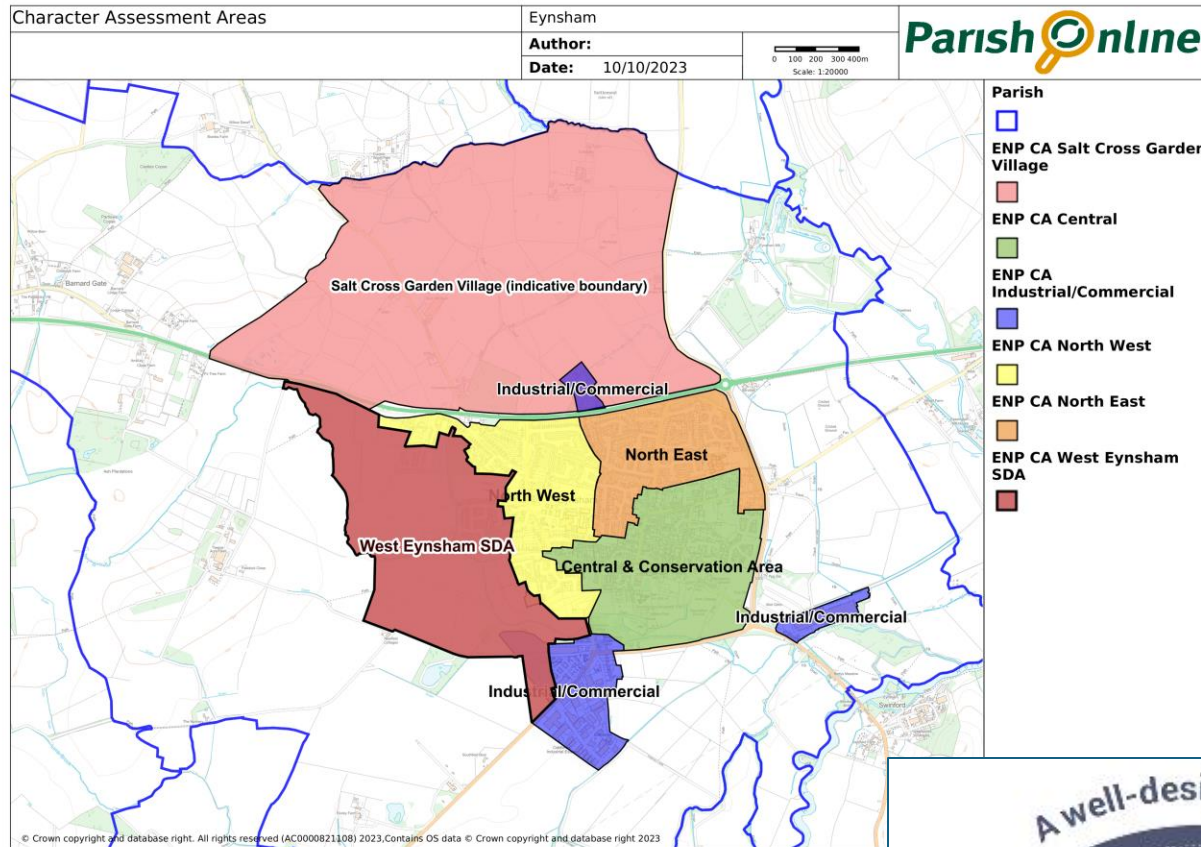 Character Assessment Areas
Eynsham
Author:
Date: 10/10/2023
0 100 200 300 400m
Scale: 1:20000
Parish Online
Parish
ENP CA Salt Cross Garden
Village
ENP CA Central
ENP CA
Industrial/Commercial
ENP CA North West
ENP CA North East
ENP CA West Eynsham
SDA
Barnard Gate
Salt Cross Garden Village (indicative boundary)
Industrial/Commercial
North East
North West
West Eynsham SDA
Central & Conservation Area
Industrial/Commercial
Industrial/Commercial
Swinford
© Crown copyright and database right. All rights reserved (AC0000821108) 2023,Contains OS data © Crown copyright and database right 2023
A well-desi